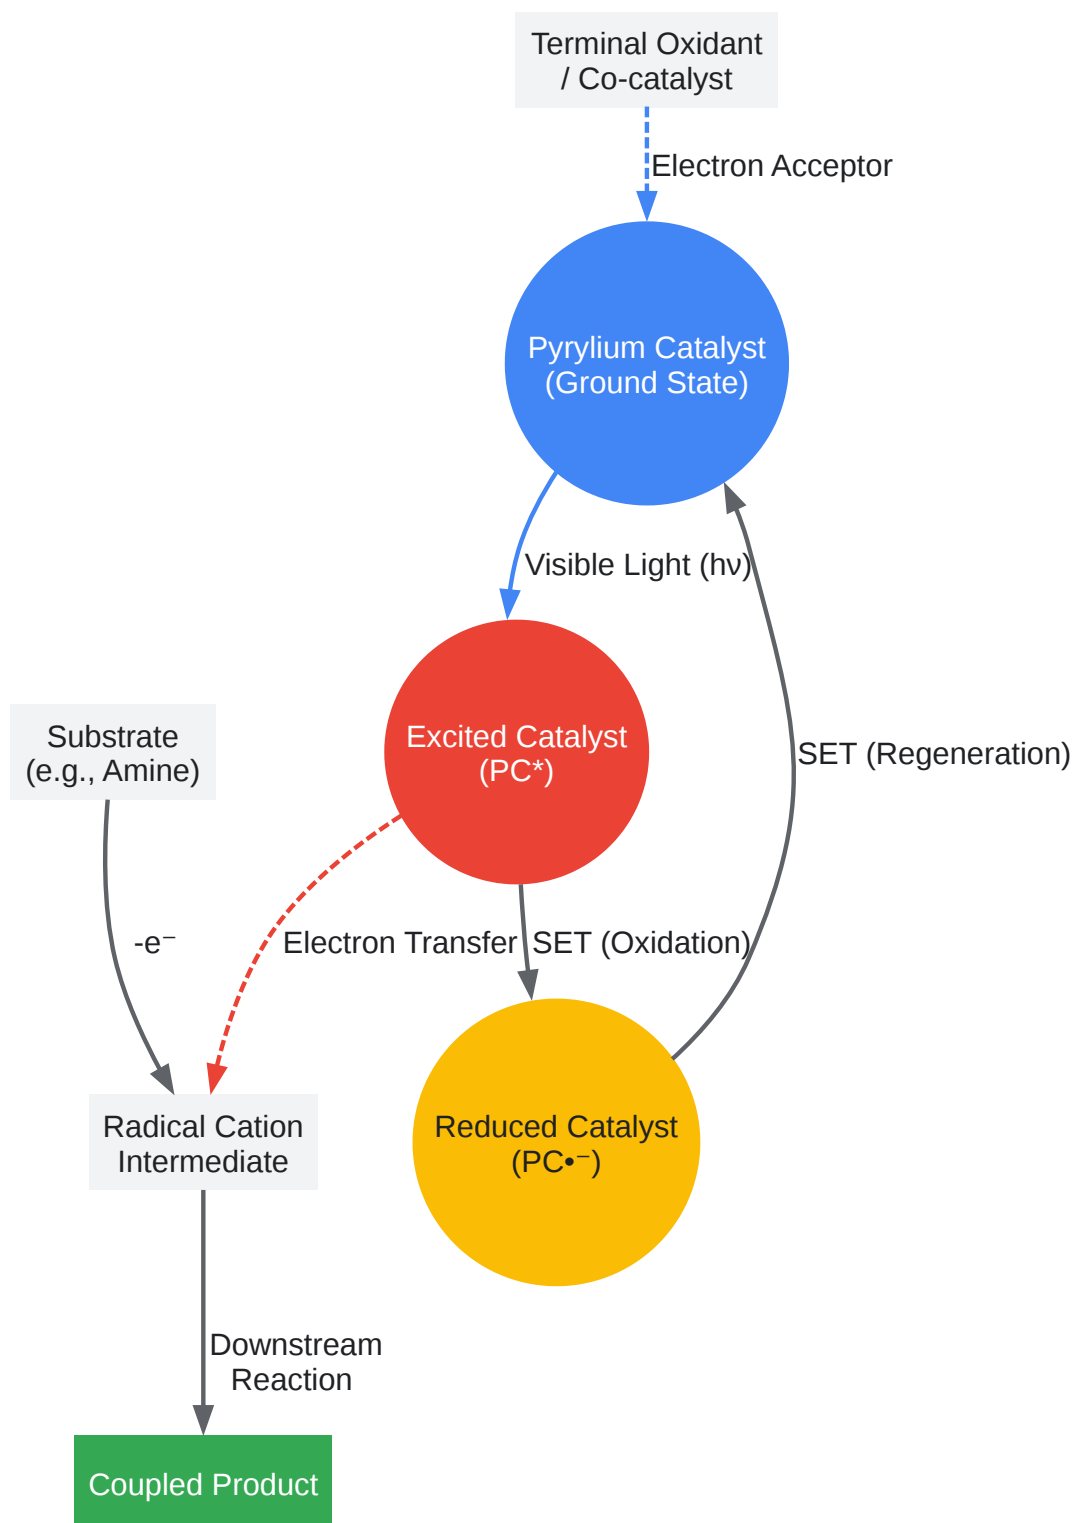 Terminal Oxidant
/ Co-catalyst
Electron Acceptor
Pyrylium Catalyst
(Ground State)
Visible Light (hν)
Substrate
(e.g., Amine)
Excited Catalyst
(PC*)
SET (Regeneration)
-e⁻
Electron Transfer
SET (Oxidation)
Radical Cation
Intermediate
Reduced Catalyst
(PC•⁻)
Downstream
Reaction
Coupled Product